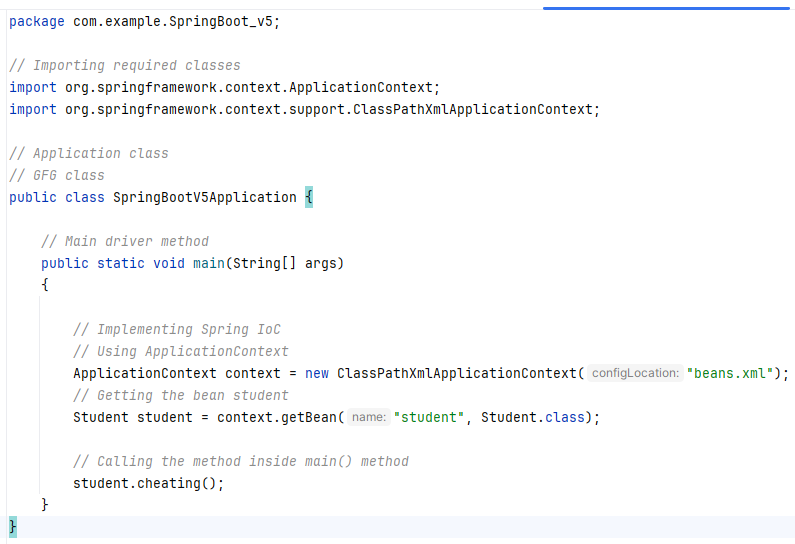 package com.example.SpringBoot_v5;
// Importing required classes
import org.springframework.context.ApplicationContext;
import org.springframework.context.support.ClassPathXmlApplicationContext;
// Application class
// GFG class
public class SpringBootV5Application {
// Main driver method
public static void main(String[] args)
{
// Implementing Spring IoC
// Using ApplicationContext
ApplicationContext context = new ClassPathXmlApplicationContext( configLocation: "beans.xml");
// Getting the bean student
Student student = context.getBean( name: "student", Student.class);
// Calling the method inside main() method
student.cheating();
}
}